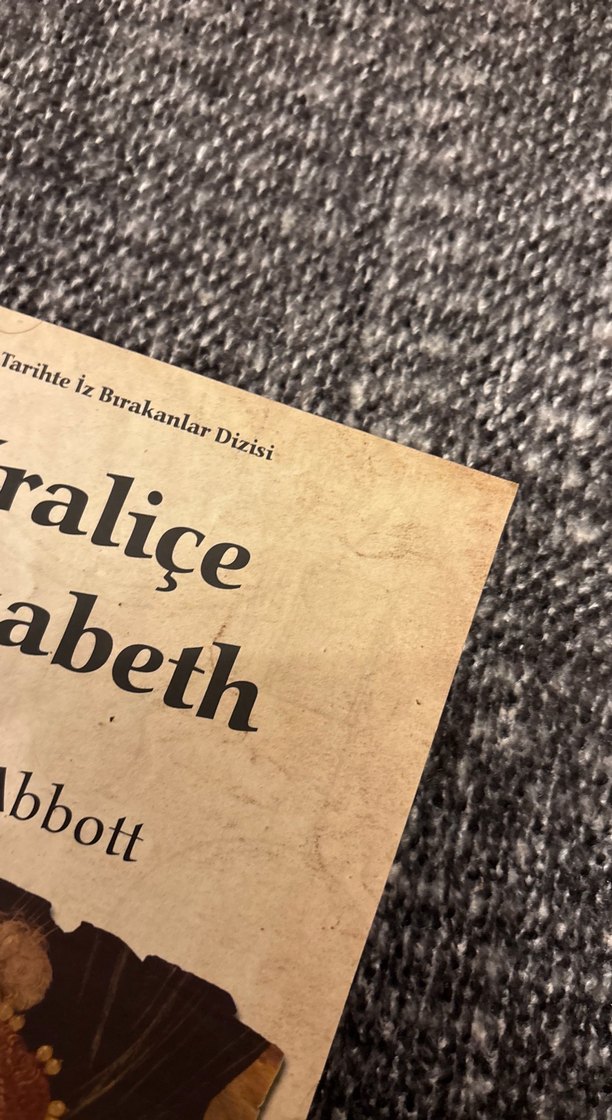 Tarihte İz Bırakanlar Dizisi
raliçe
abeth
Abbott